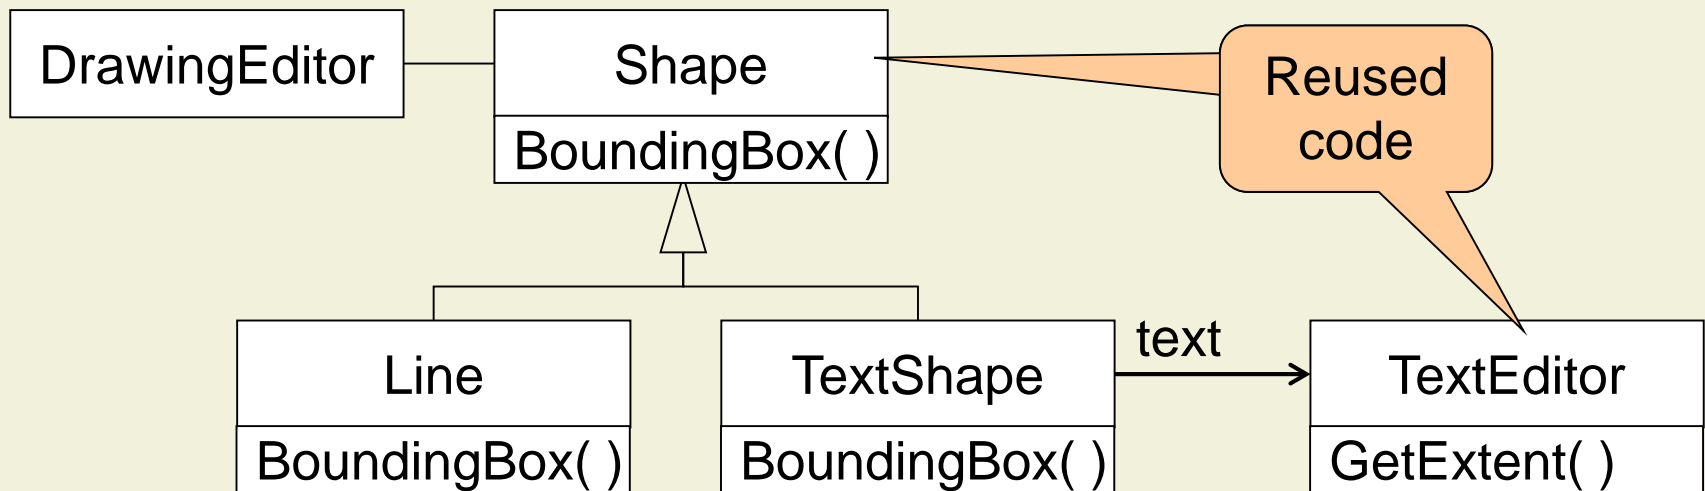 DrawingEditor
Shape
BoundingBox( )
Reused
code
Line
BoundingBox( )
TextShape
BoundingBox( )
text
TextEditor
GetExtent( )